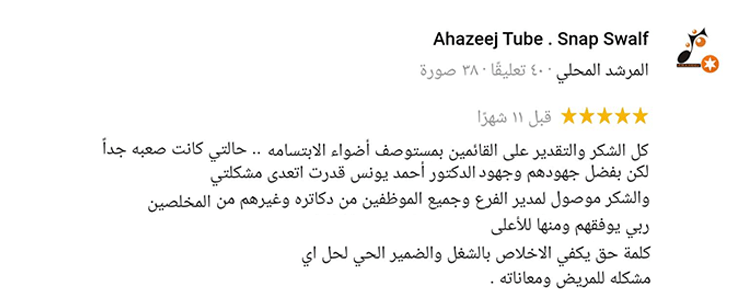 Ahazeej Tube . Snap Swalf
المرشد المحلي · ٤٠ تعليقًا · ٣٨ صورة
قبل ١١ شهرًا
كل الشكر والتقدير على القائمين بمستوصف أضواء الابتسامه .. حالتي كانت صعبه جداً
لكن بفضل جهودهم وجهود الدكتور أحمد يونس قدرت اتعدى مشكلتي
والشكر موصول لمدير الفرع وجميع الموظفين من دكاتره وغيرهم من المخلصين
ربي يوفقهم ومنها للأعلى
كلمة حق يكفي الاخلاص بالشغل والضمير الحي لحل اي
مشكله للمريض ومعاناته .